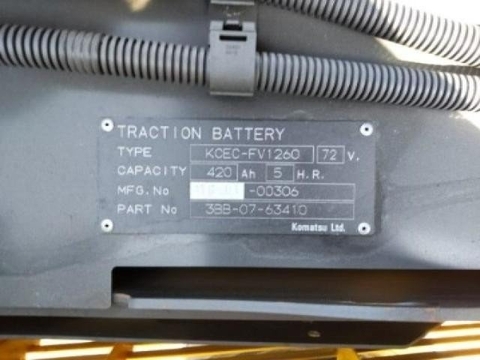 TRACTION BATTERY
TYPE KCEC-FV1260 72 V.
CAPACITY 420 Ah 5 H.R.
MFG.No -00306
PART No 3BB-07-63410
Komatsu Ltd.